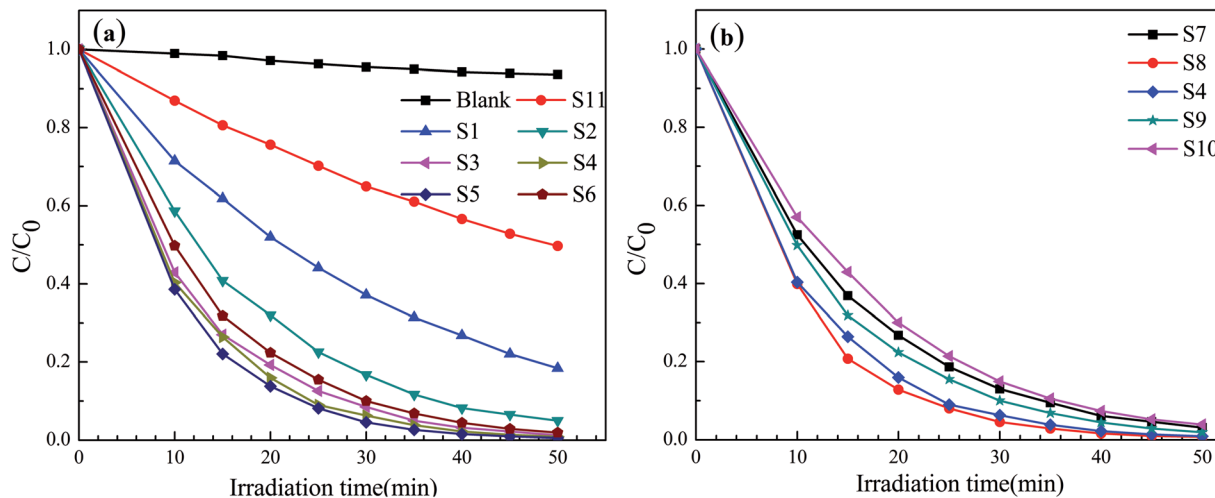 (a)
1.0
0.8
0.6
0.4
0.2
0.0
C/C0
Blank S11
S1 S2
S3 S4
S5 S6
0 10 20 30 40 50
Irradiation time(min)
(b)
1.0
0.8
0.6
0.4
0.2
0.0
C/C0
S7
S8
S4
S9
S10
0 10 20 30 40 50
Irradiation time(min)